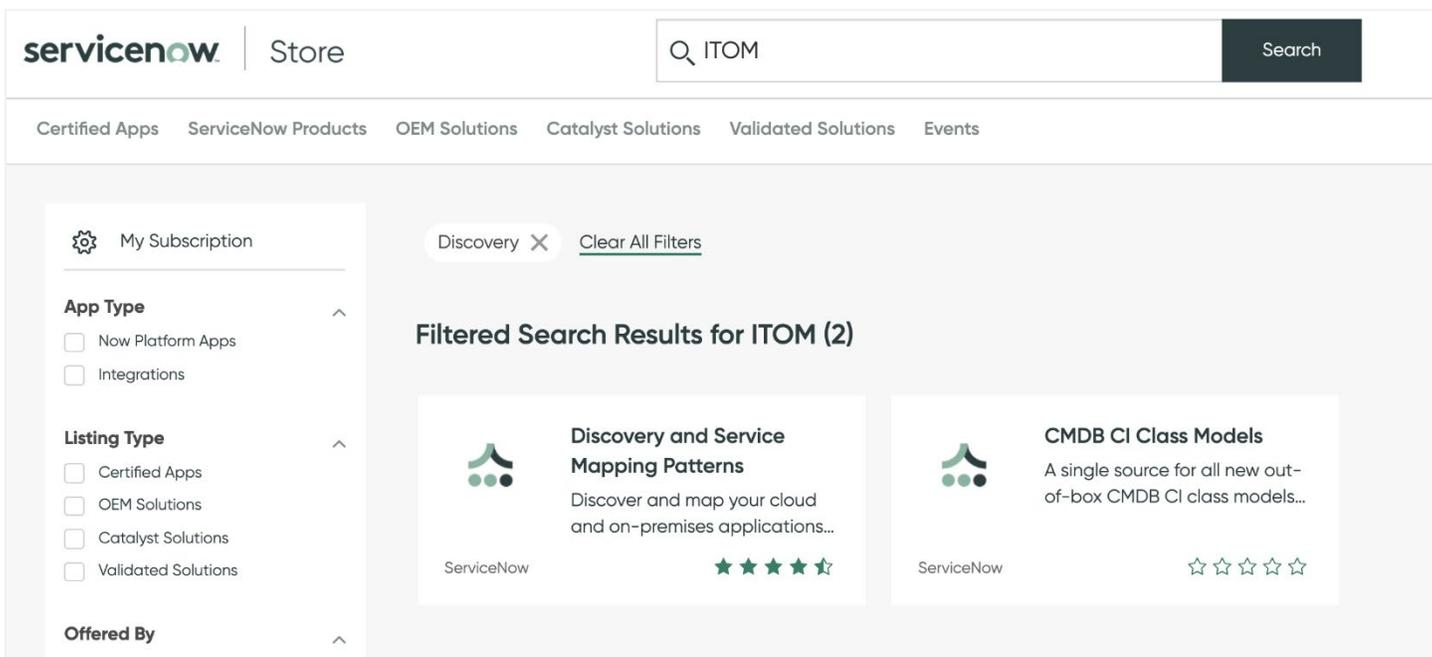 servicenow
Store
ITOM
Search
Certified Apps
ServiceNow Products
OEM Solutions
Catalyst Solutions
Validated Solutions
Events
My Subscription
App Type
Now Platform Apps
Integrations
Listing Type
Certified Apps
OEM Solutions
Catalyst Solutions
Validated Solutions
Offered By
Discovery
Clear All Filters
Filtered Search Results for ITOM (2)
Discovery and Service
Mapping Patterns
Discover and map your cloud
and on-premises applications...
ServiceNow
CMDB CI Class Models
A single source for all new out-
of-box CMDB CI class models...
ServiceNow